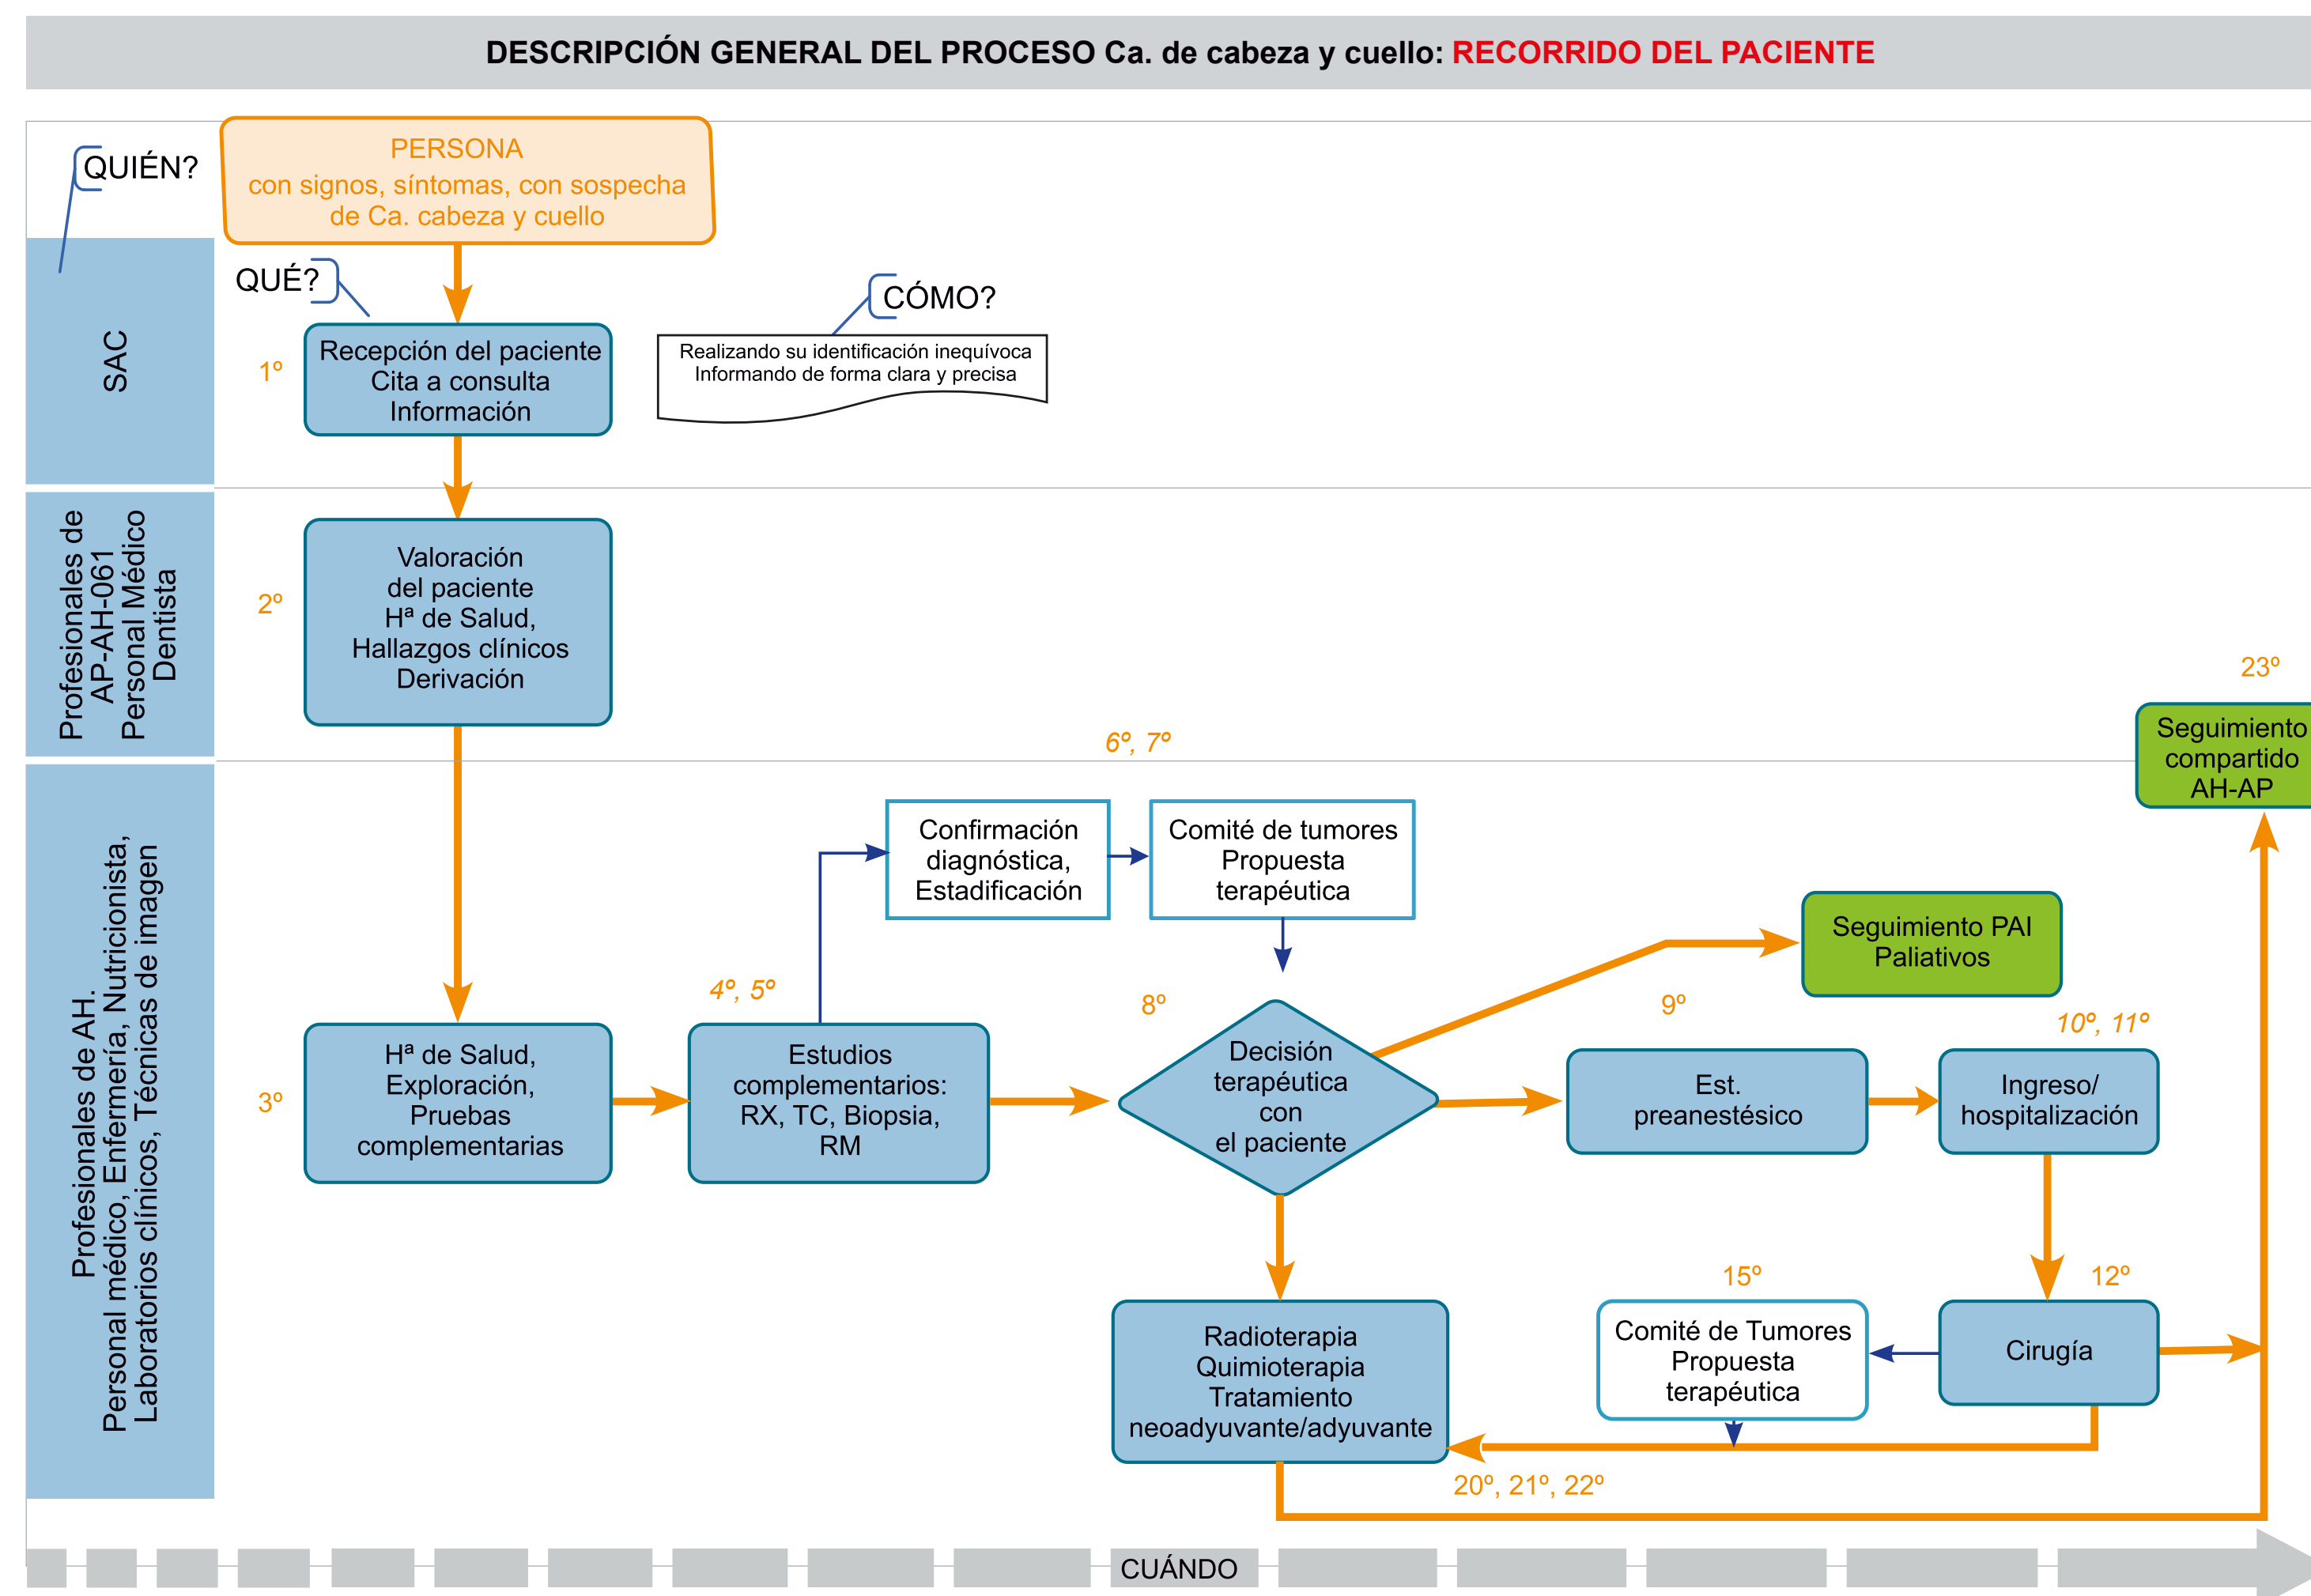 DESCRIPCIÓN GENERAL DEL PROCESO Ca. de cabeza y cuello: RECORRIDO DEL PACIENTE
QUIÉN?
PERSONA
con signos, síntomas, con sospecha
de Ca. cabeza y cuello
QUÉ?
CÓMO?
SAC
1º
Recepción del paciente
Cita a consulta
Información
Realizando su identificación inequívoca
Informando de forma clara y precisa
Profesionales de
AP-AH-061
Personal Médico
Dentista
2º
Valoración
del paciente
Hª de Salud,
Hallazgos clínicos
Derivación
23º
Seguimiento
compartido
AH-AP
6º, 7º
Profesionales de AH.
Personal médico, Enfermería, Nutricionista,
Laboratorios clínicos, Técnicas de imagen
Confirmación
diagnóstica,
Estadificación
Comité de tumores
Propuesta
terapéutica
Seguimiento PAI
Paliativos
3º
Hª de Salud,
Exploración,
Pruebas
complementarias
4º, 5º
Estudios
complementarios:
RX, TC, Biopsia,
RM
8º
Decisión
terapéutica
con
el paciente
9º
Est.
preanestésico
10º, 11º
Ingreso/
hospitalización
12º
Cirugía
15º
Comité de Tumores
Propuesta
terapéutica
Radioterapia
Quimioterapia
Tratamiento
neoadyuvante/adyuvante
20º, 21º, 22º
CUÁNDO